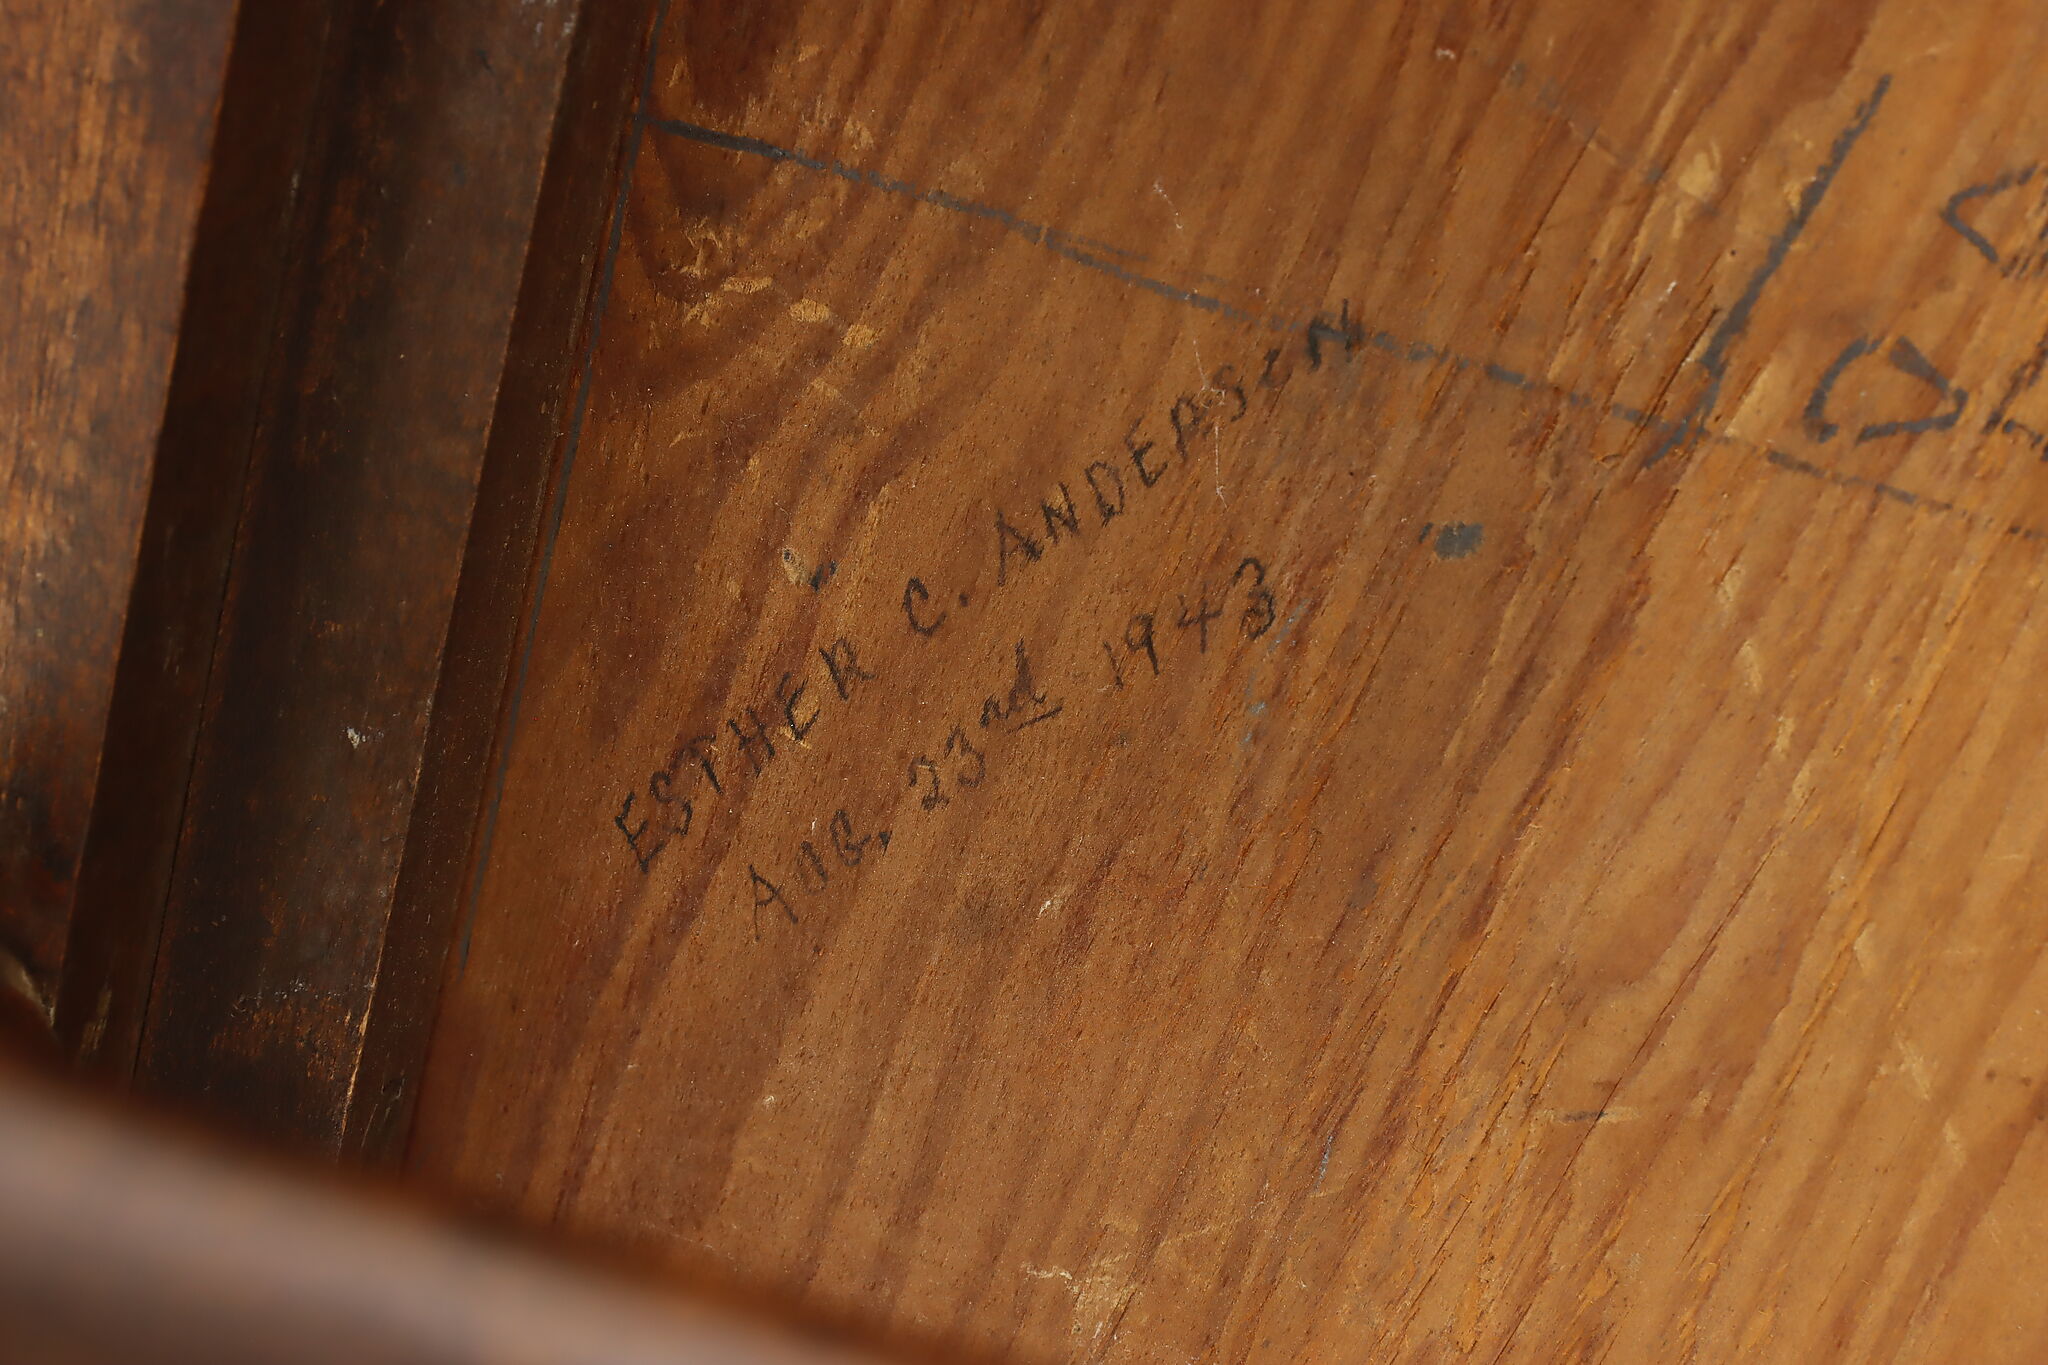 ESTHER C. ANDERSON
AUG. 23rd 1943